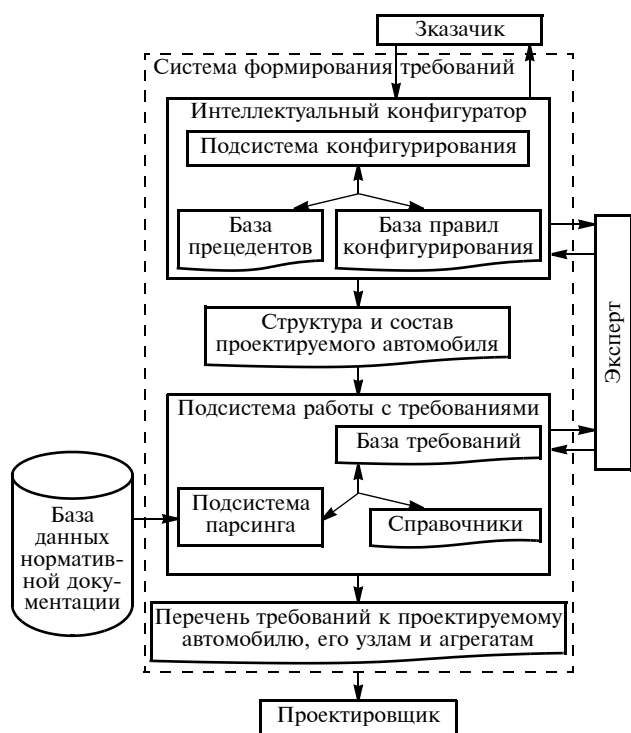 Зказачик
Система формирования требований
Интеллектуальный конфигуратор
Подсистема конфигурирования
База
прецедентов
База правил
конфигурирования
Структура и состав
проектируемого автомобиля
Эксперт
Подсистема работы с требованиями
База требований
Подсистема
парсинга
Справочники
База
данных
норматив-
ной доку-
ментации
Перечень требований к проектируемому
автомобилю, его узлам и агрегатам
Проектировщик